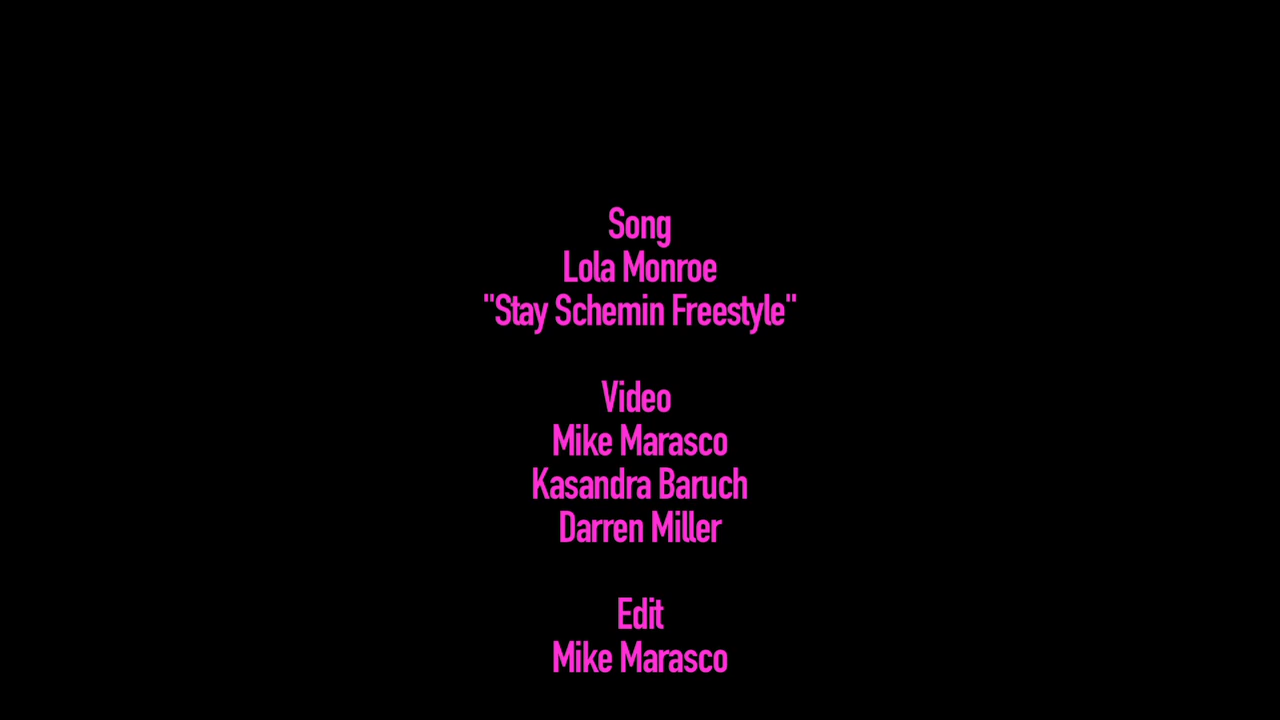 Song
Lola Monroe
"Stay Schemin Freestyle"
Video
Mike Marasco
Kasandra Baruch
Darren Miller
Edit
Mike Marasco